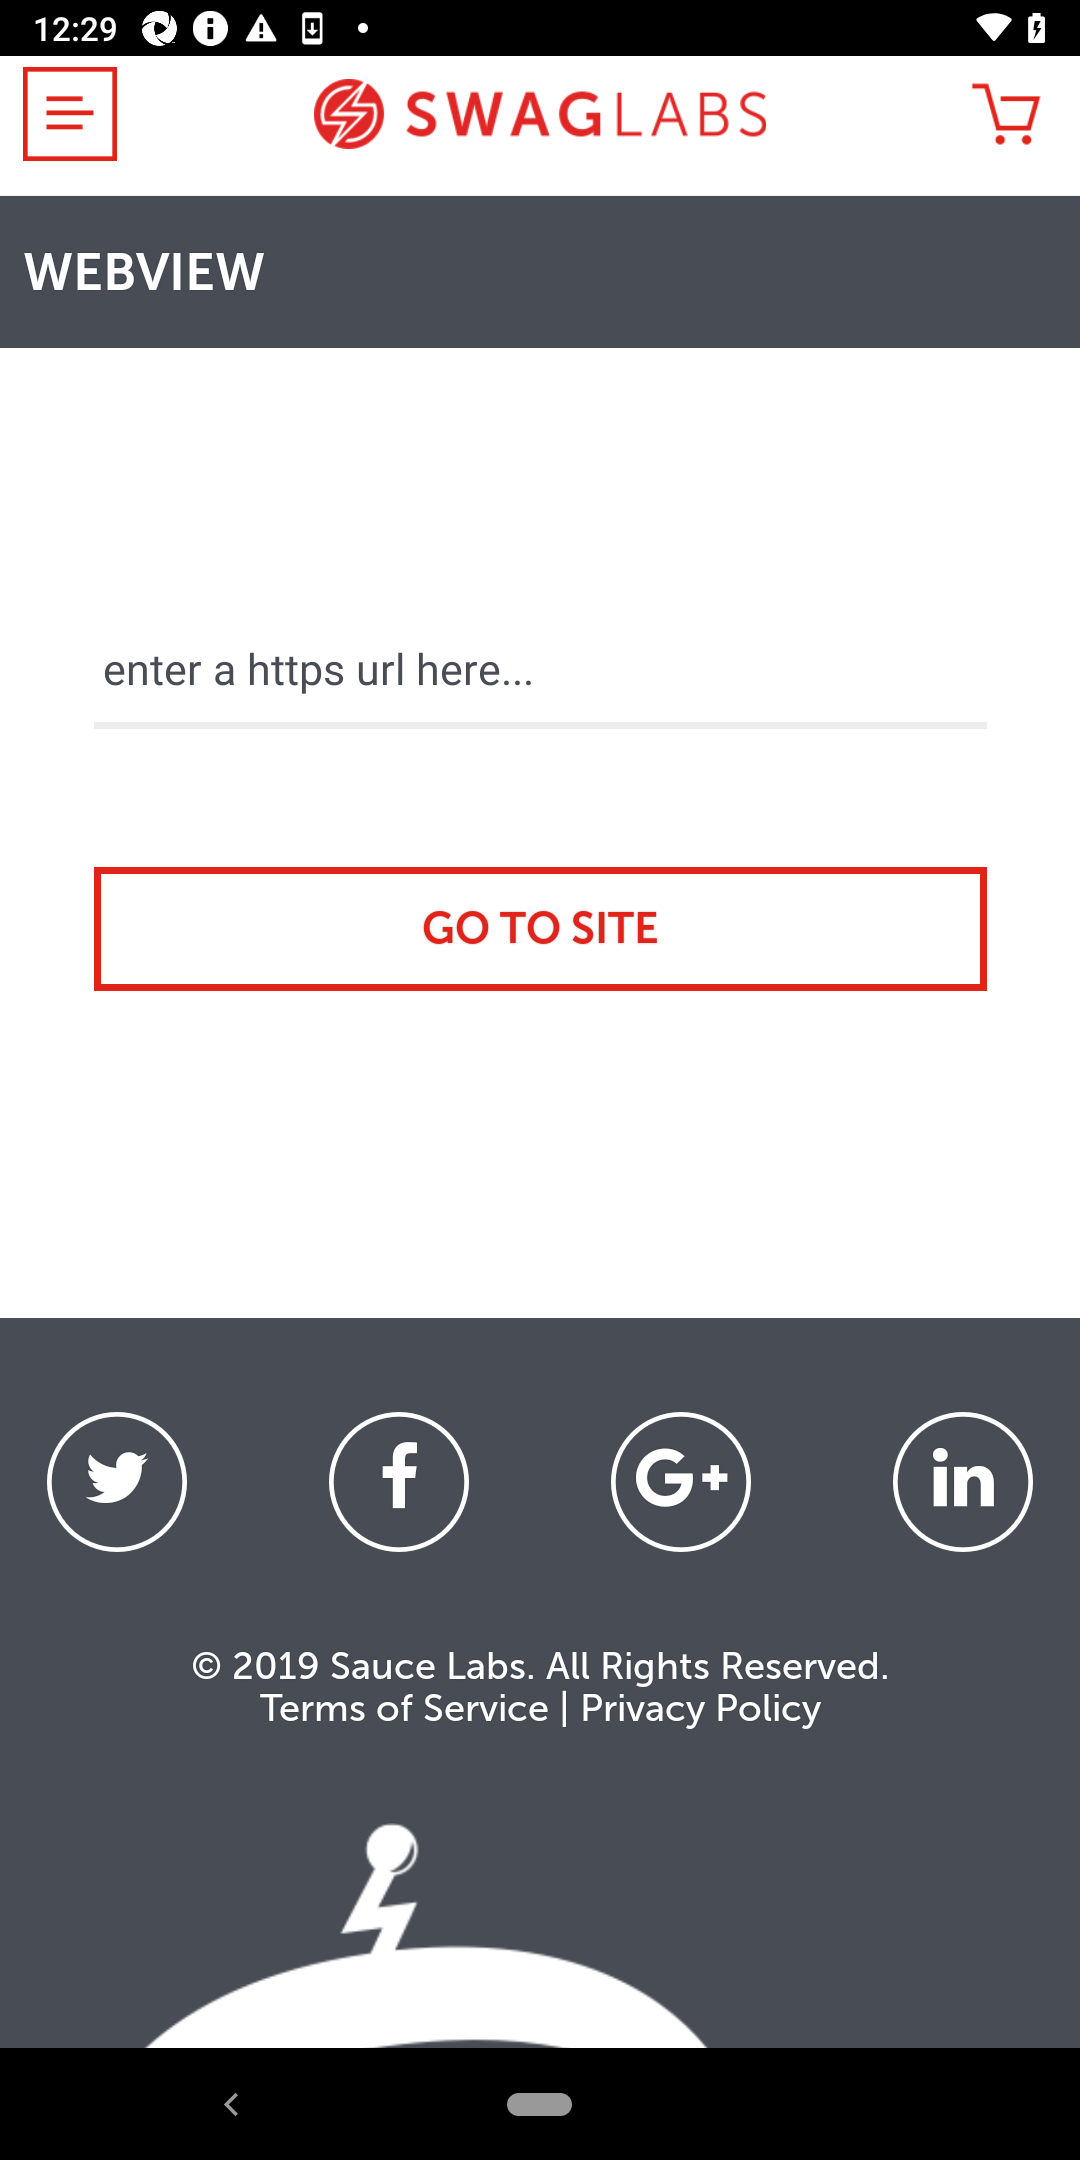 12:29
SWAGLABS
WEBVIEW
enter a https url here...
GO TO SITE
© 2019 Sauce Labs. All Rights Reserved.
Terms of Service | Privacy Policy